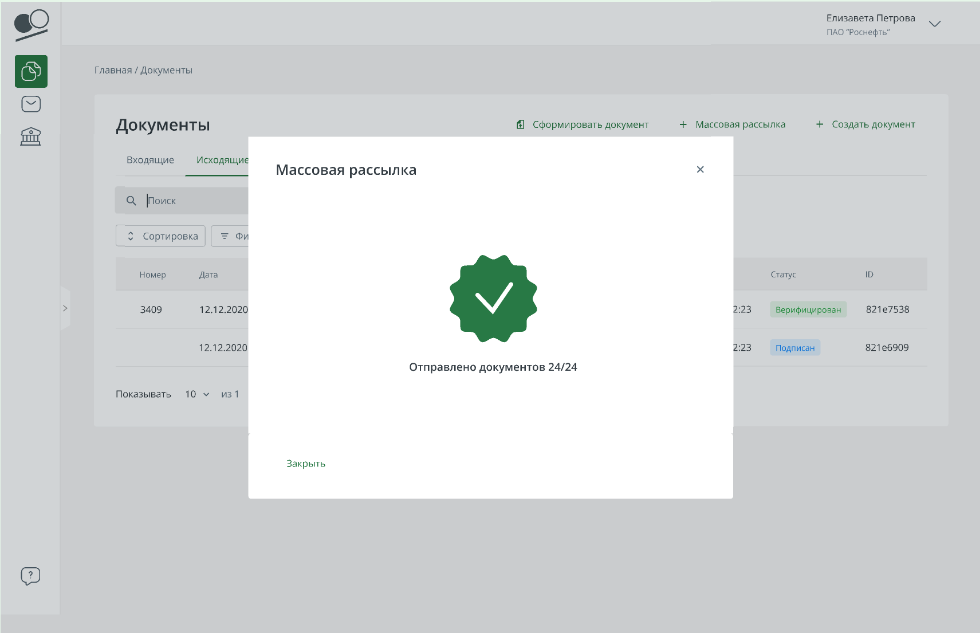 Елизавета Петрова
ПАО "Роснефть"
Главная / Документы
Документы
Сформировать документ
+ Массовая рассылка
+ Создать документ
Входящие
Исходящие
Массовая рассылка
Поиск
Сортировка
Номер Дата Статус ID
3409 12.12.2020 2:23 Верифицирован 821e7538
12.12.2020 2:23 Подписан 821e6909
Отправлено документов 24/24
Показывать 10 из 1
Закрыть